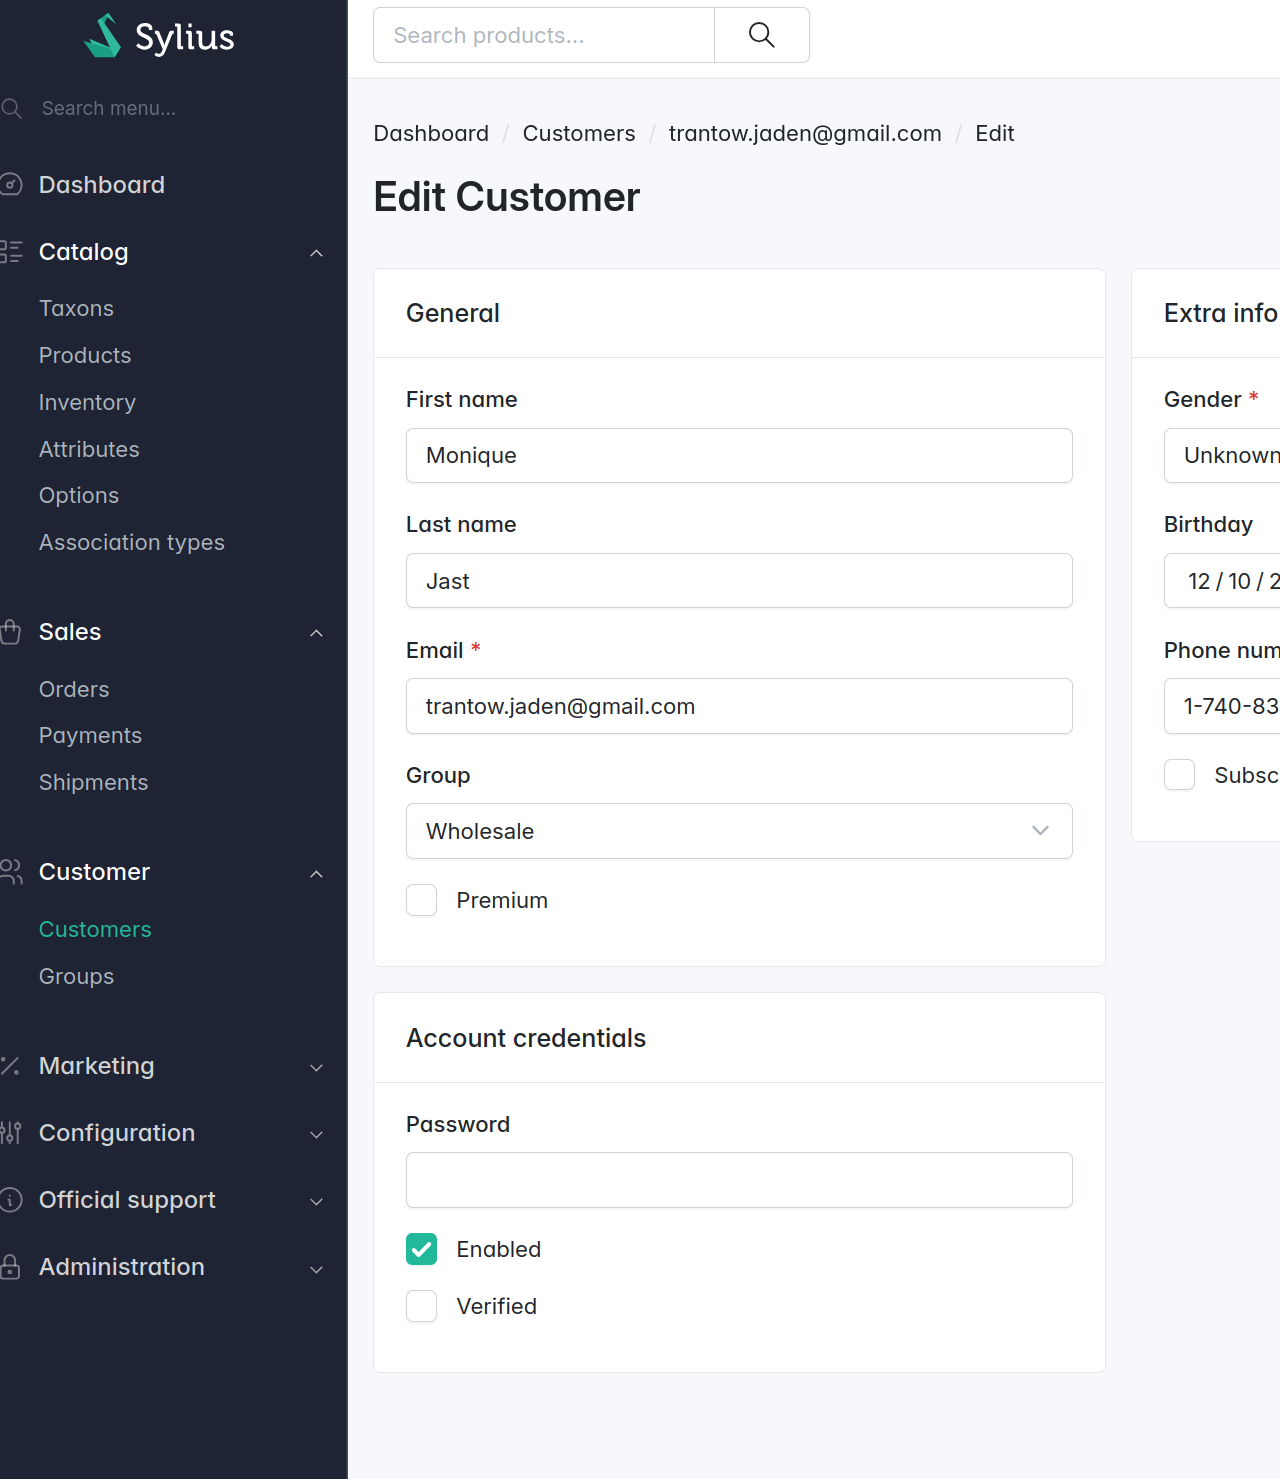 Sylius
Search menu...
Dashboard
Catalog
Taxons
Products
Inventory
Attributes
Options
Association types
Sales
Orders
Payments
Shipments
Customer
Customers
Groups
Marketing
Configuration
Official support
Administration
Search products...
Dashboard / Customers / trantow.jaden@gmail.com / Edit
Edit Customer
General
First name
Monique
Last name
Jast
Email *
trantow.jaden@gmail.com
Group
Wholesale
Premium
Account credentials
Password
Enabled
Verified
Extra info
Gender *
Unknown
Birthday
12 / 10 / 2
Phone num
1-740-83
Subsc